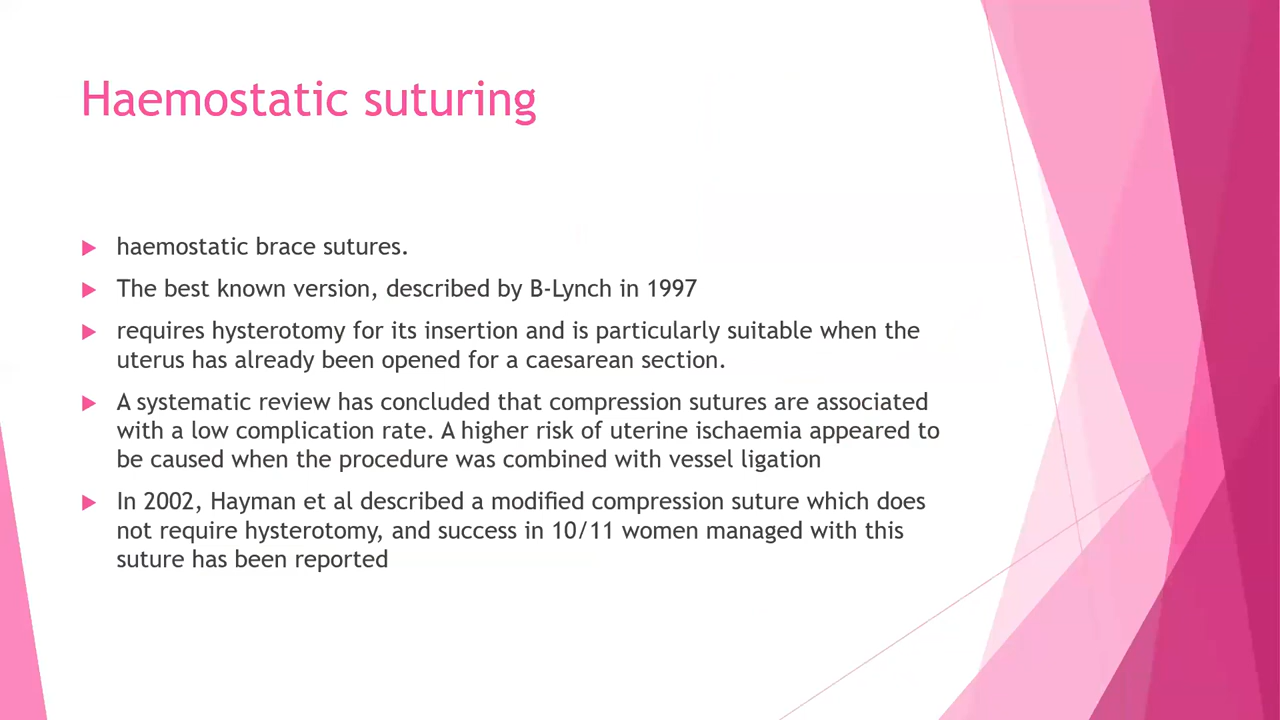 Haemostatic suturing
haemostatic brace sutures.
The best known version, described by B-Lynch in 1997
requires hysterotomy for its insertion and is particularly suitable when the
uterus has already been opened for a caesarean section.
A systematic review has concluded that compression sutures are associated
with a low complication rate. A higher risk of uterine ischaemia appeared to
be caused when the procedure was combined with vessel ligation
In 2002, Hayman et al described a modified compression suture which does
not require hysterotomy, and success in 10/11 women managed with this
suture has been reported